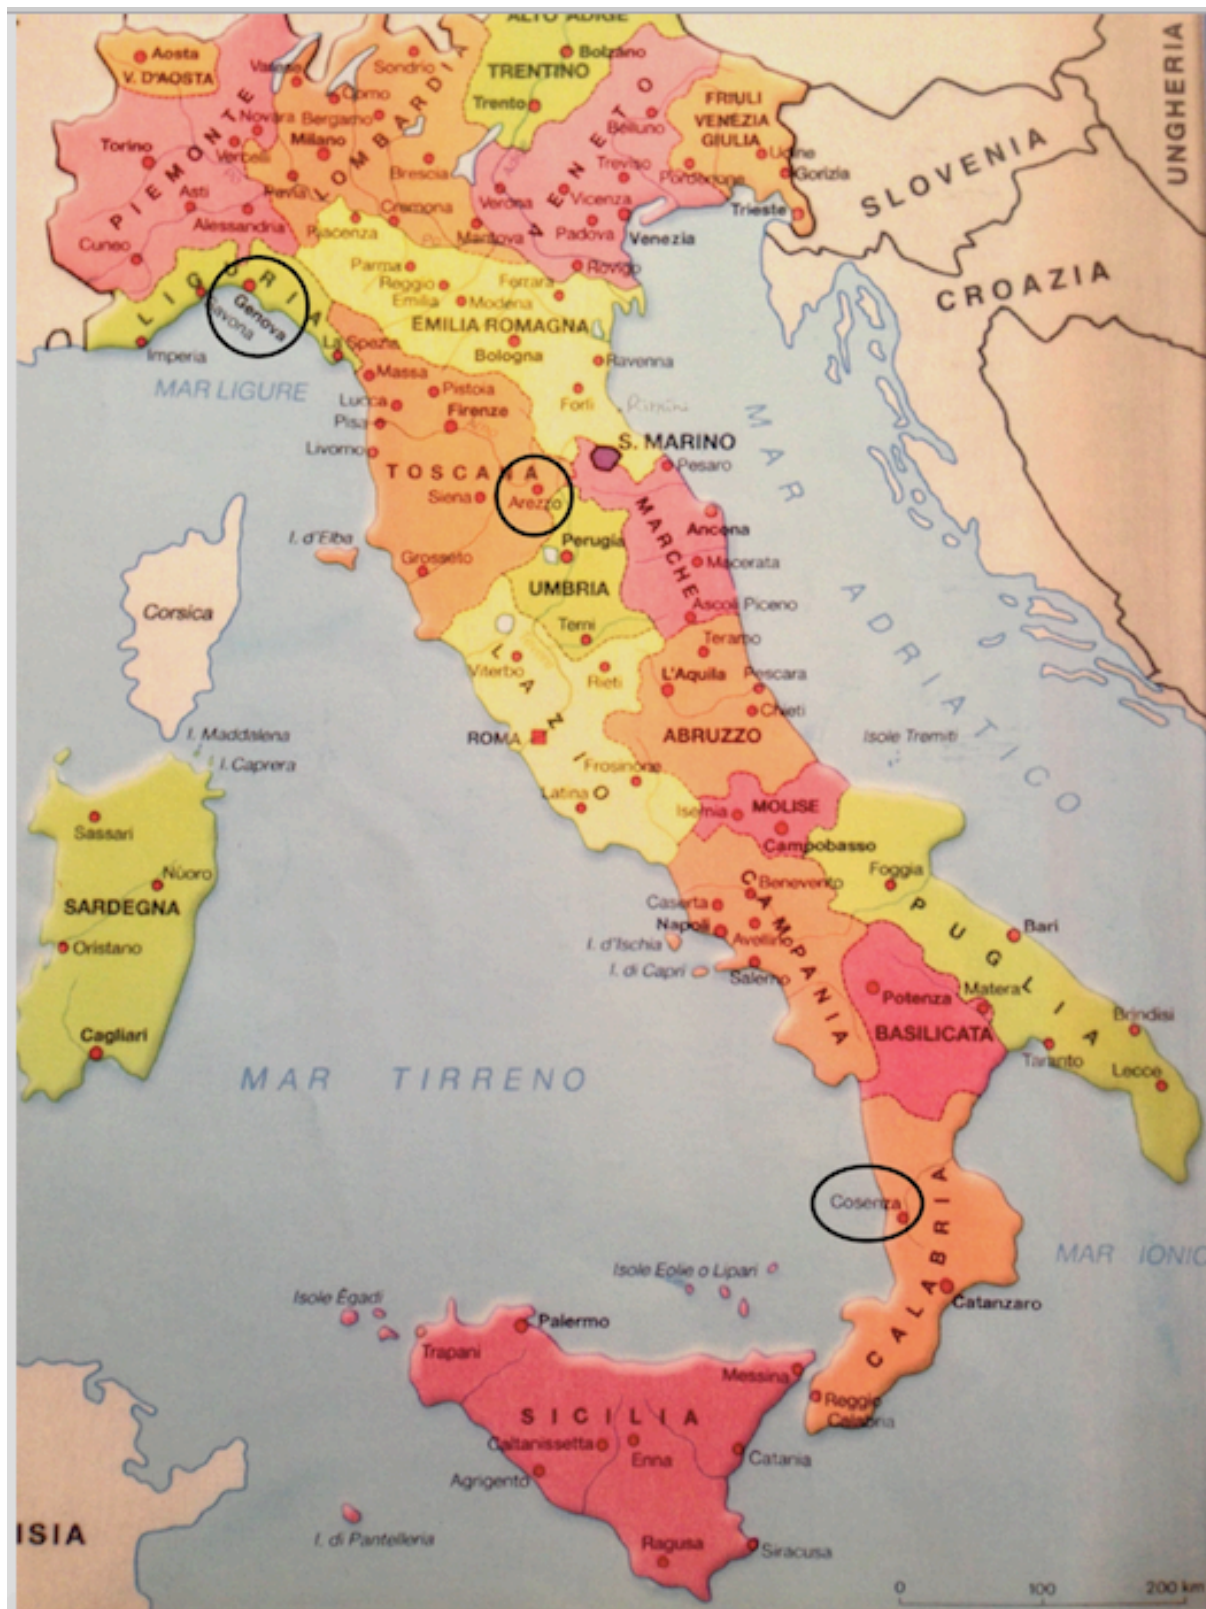 ALTO ADIGE
Bolzano
Aosta
V. D'AOSTA
Varese
Sondrio
TRENTINO
Como
Trento
FRIULI
VENEZIA
GIULIA
Belluno
Novara
Bergamo
Torino
Milano
Vercelli
LOMBARDIA
Brescia
Treviso
Udine
Pordenone
Gorizia
PIEMONTE
Asti
Pavia
Verona
Vicenza
VENETO
Trieste
Alessandria
Cremona
Piacenza
Po
Mantova
Padova
Venezia
Cuneo
Parma
Rovigo
Reggio
Emilia
Ferrara
Modena
LIGURIA
Genova
Savona
EMILIA ROMAGNA
Imperia
La Spezia
Bologna
Ravenna
MAR LIGURE
Massa
Pistoia
Lucca
Firenze
Arno
Forlì
Rimini
Pisa
Livorno
S. MARINO
TOSCANA
Pesaro
Siena
Arezzo
MARCHE
Ancona
I. d'Elba
Perugia
Grosseto
Macerata
UMBRIA
Corsica
Ascoli Piceno
Terni
Teramo
Viterbo
Rieti
L'Aquila
Pescara
Chieti
LAZIO
ROMA
ABRUZZO
Isole Tremiti
I. Maddalena
I. Caprera
Frosinone
Latina
Isernia
MOLISE
Campobasso
Sassari
Nùoro
Foggia
Benevento
SARDEGNA
Caserta
Napoli
Avellino
CAMPANIA
PUGLIA
Bari
Oristano
I. d'Ischia
I. di Capri
Salerno
Potenza
Matera
Brindisi
BASILICATA
Cagliari
Taranto
Lecce
MAR TIRRENO
Cosenza
CALABRIA
MAR IONIO
Isole Eolie o Lipari
Isole Ègadi
Catanzaro
Palermo
Trapani
Messina
Reggio
Calabria
SICILIA
Caltanissetta
Enna
Catania
Agrigento
I. di Pantelleria
Ragusa
Siracusa
ISIA
UNGHERIA
SLOVENIA
CROAZIA
MAR ADRIATICO
0 100 200 km